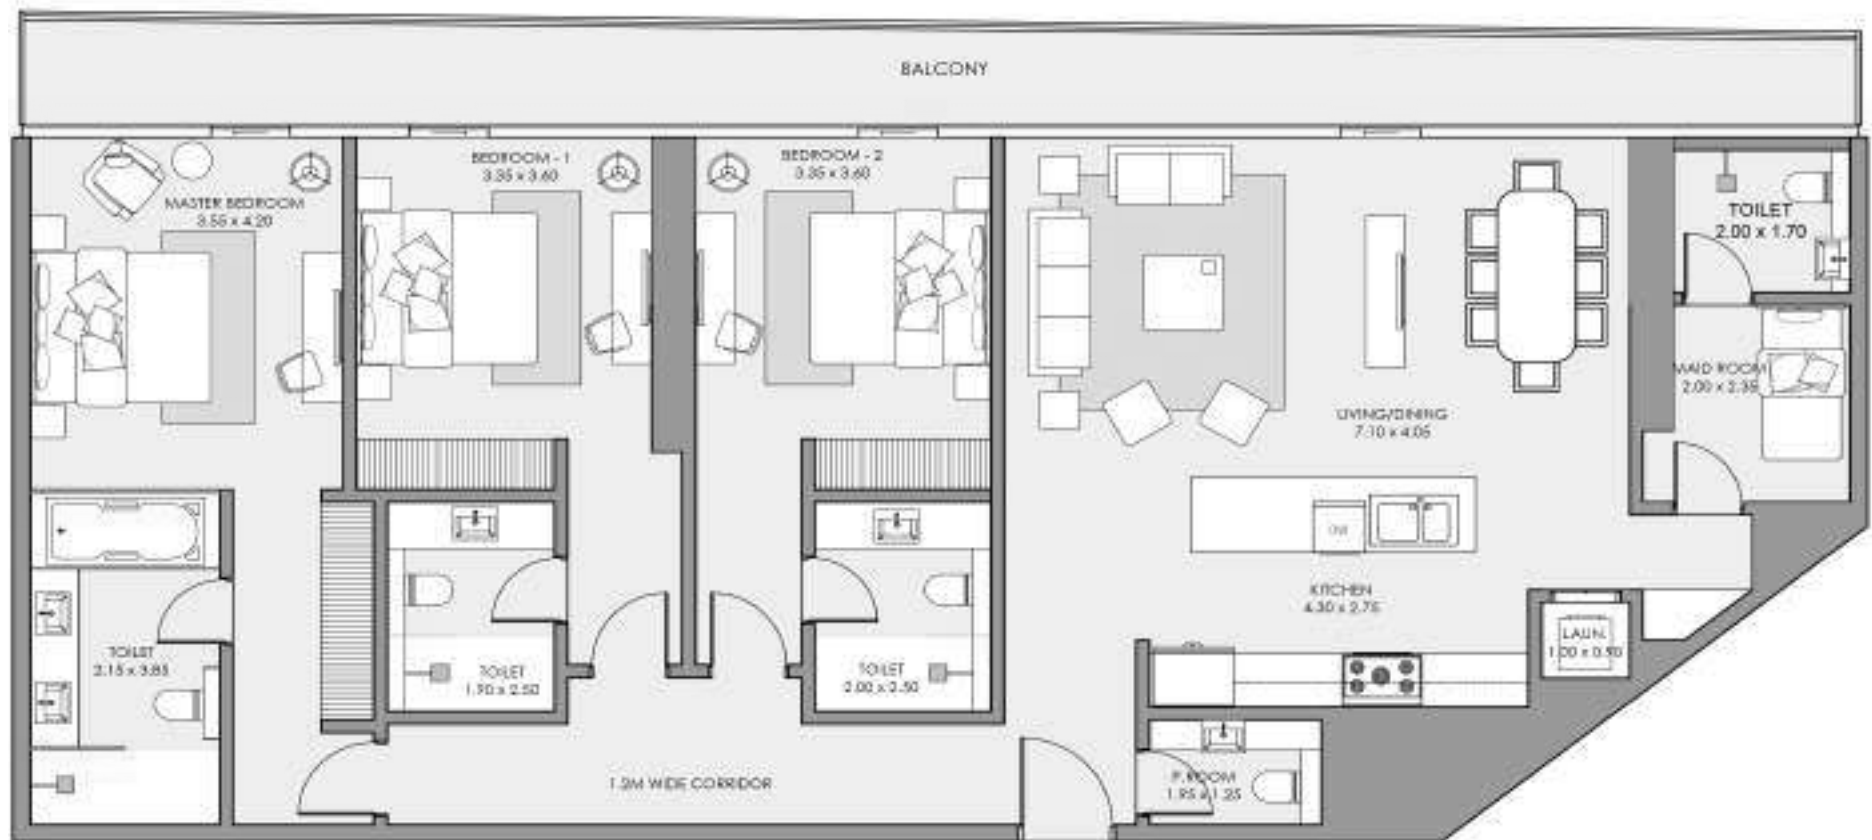 BALCONY
MASTER BEDROOM
3.55 x 4.20
BEDROOM - 1
3.35 x 3.60
BEDROOM - 2
3.35 x 3.60
TOILET
2.00 x 1.70
MAID ROOM
2.00 x 2.35
LIVING/DINING
7.10 x 4.05
KITCHEN
4.30 x 2.75
LAUN.
1.00 x 0.90
TOILET
2.15 x 3.85
TOILET
1.90 x 2.50
TOILET
2.00 x 2.50
P.ROOM
1.95 x 1.25
WIDE CORRIDOR